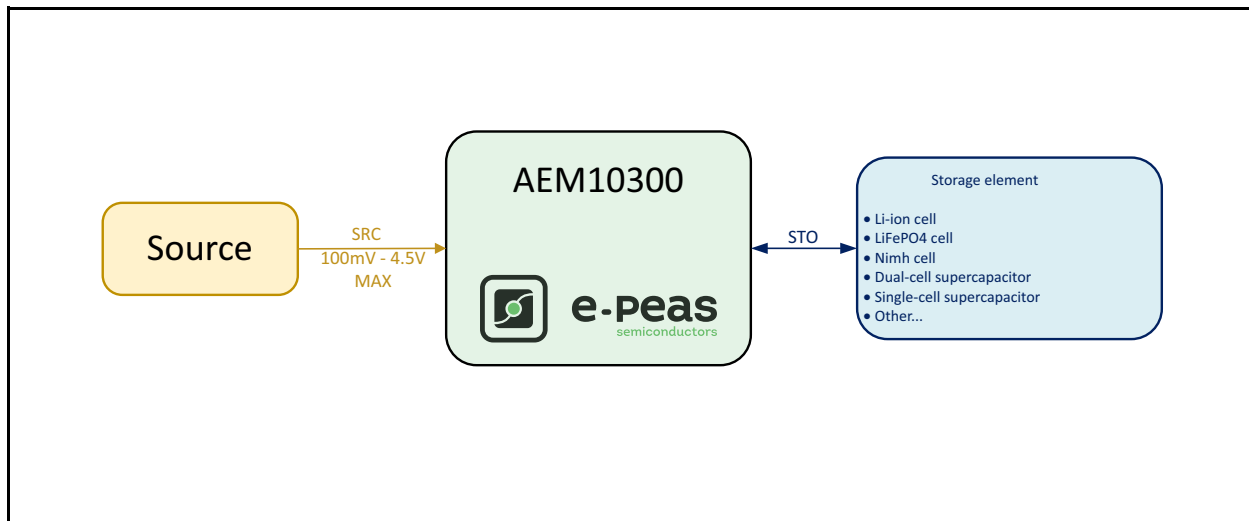 Source
SRC
100mV - 4.5V
MAX
AEM10300
e-peas
semiconductors
STO
Storage element
• Li-ion cell
• LiFePO4 cell
• Nimh cell
• Dual-cell supercapacitor
• Single-cell supercapacitor
• Other...